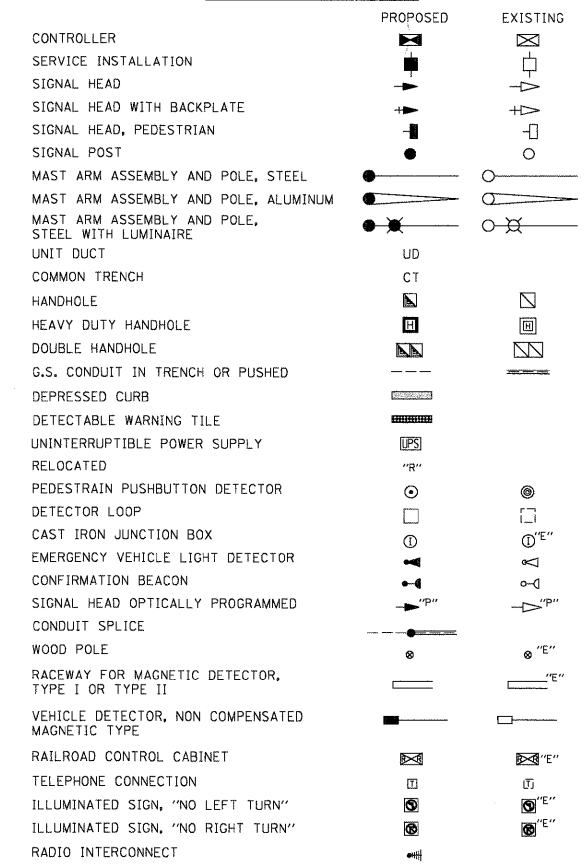 PROPOSED EXISTING
CONTROLLER
SERVICE INSTALLATION
SIGNAL HEAD
SIGNAL HEAD WITH BACKPLATE
SIGNAL HEAD, PEDESTRIAN
SIGNAL POST
MAST ARM ASSEMBLY AND POLE, STEEL
MAST ARM ASSEMBLY AND POLE, ALUMINUM
MAST ARM ASSEMBLY AND POLE,
STEEL WITH LUMINAIRE
UNIT DUCT UD
COMMON TRENCH CT
HANDHOLE
HEAVY DUTY HANDHOLE H H
DOUBLE HANDHOLE
G.S. CONDUIT IN TRENCH OR PUSHED
DEPRESSED CURB
DETECTABLE WARNING TILE
UNINTERRUPTIBLE POWER SUPPLY UPS
RELOCATED "R"
PEDESTRAIN PUSHBUTTON DETECTOR
DETECTOR LOOP
CAST IRON JUNCTION BOX I I "E"
EMERGENCY VEHICLE LIGHT DETECTOR
CONFIRMATION BEACON
SIGNAL HEAD OPTICALLY PROGRAMMED "P" "P"
CONDUIT SPLICE
WOOD POLE "E"
RACEWAY FOR MAGNETIC DETECTOR, "E"
TYPE I OR TYPE II
VEHICLE DETECTOR, NON COMPENSATED
MAGNETIC TYPE
RAILROAD CONTROL CABINET "E"
TELEPHONE CONNECTION T T
ILLUMINATED SIGN, "NO LEFT TURN" "E"
ILLUMINATED SIGN, "NO RIGHT TURN" "E"
RADIO INTERCONNECT